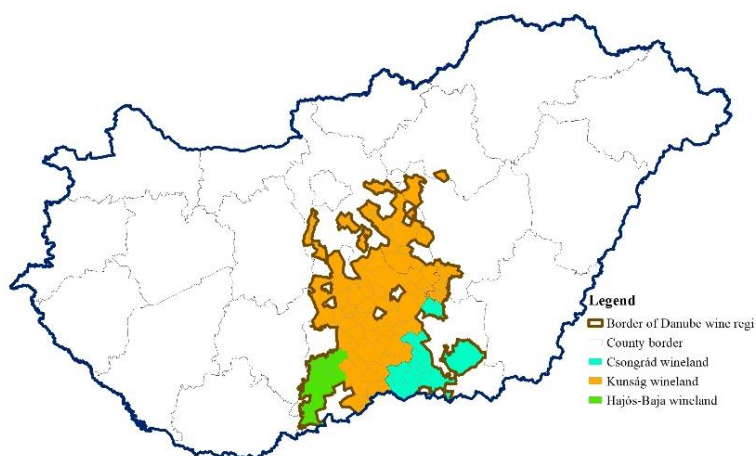 Legend
Border of Danube wine regi
County border
Csongrád wineland
Kunság wineland
Hajós-Baja wineland